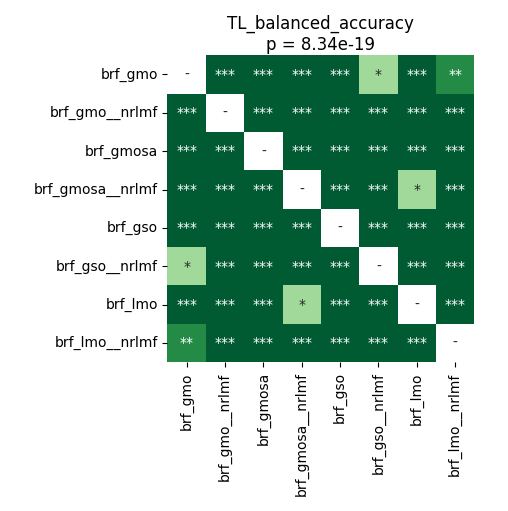 TL_balanced_accuracy
p = 8.34e-19
brf_gmo - *** *** *** *** * *** **
brf_gmo__nrlmf *** - *** *** *** *** *** ***
brf_gmosa *** *** - *** *** *** *** ***
brf_gmosa__nrlmf *** *** *** - *** *** * ***
brf_gso *** *** *** *** - *** *** ***
brf_gso__nrlmf * *** *** *** *** - *** ***
brf_lmo *** *** *** * *** *** - ***
brf_lmo__nrlmf ** *** *** *** *** *** *** -
brf_gmo
brf_gmo__nrlmf
brf_gmosa
brf_gmosa__nrlmf
brf_gso
brf_gso__nrlmf
brf_lmo
brf_lmo__nrlmf